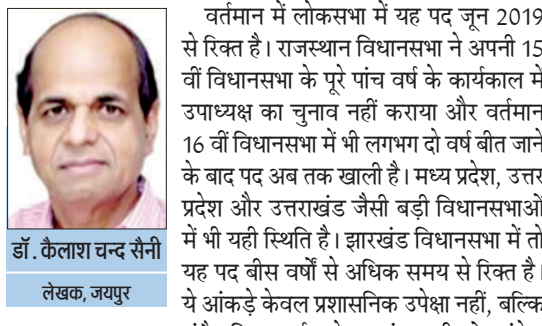 वर्तमान में लोकसभा में यह पद जून 2019
से रिक्त है। राजस्थान विधानसभा ने अपनी 15
वीं विधानसभा के पूरे पांच वर्ष के कार्यकाल में
उपाध्यक्ष का चुनाव नहीं कराया और वर्तमान
16 वीं विधानसभा में भी लगभग दो वर्ष बीत जाने
के बाद पद अब तक खाली है। मध्य प्रदेश, उत्तर
प्रदेश और उत्तराखंड जैसी बड़ी विधानसभाओं
में भी यही स्थिति है। झारखंड विधानसभा में तो
यह पद बीस वर्षों से अधिक समय से रिक्त है।
ये आंकड़े केवल प्रशासनिक उपेक्षा नहीं, बल्कि
डॉ. कैलाश चन्द सैनी
लेखक, जयपुर